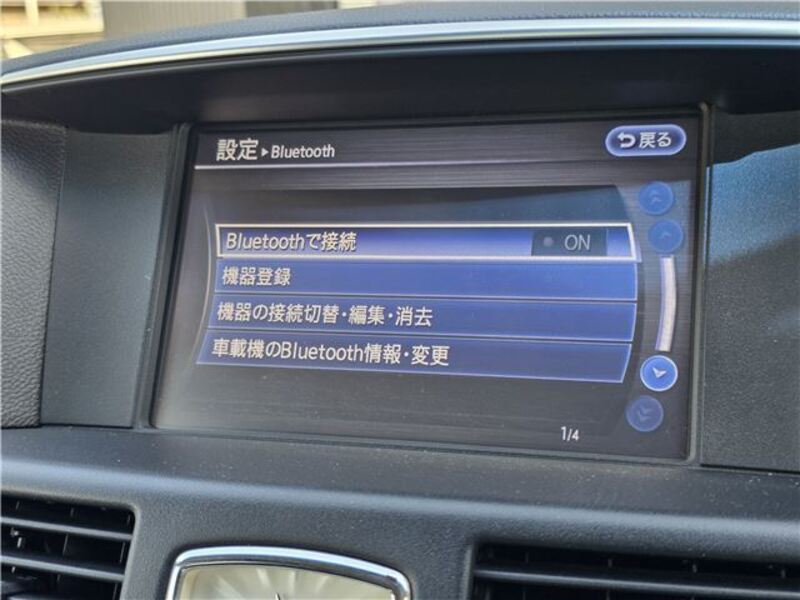 設定▶Bluetooth
戻る
Bluetoothで接続 ON
機器登録
機器の接続切替・編集・消去
車載機のBluetooth情報・変更
1/4